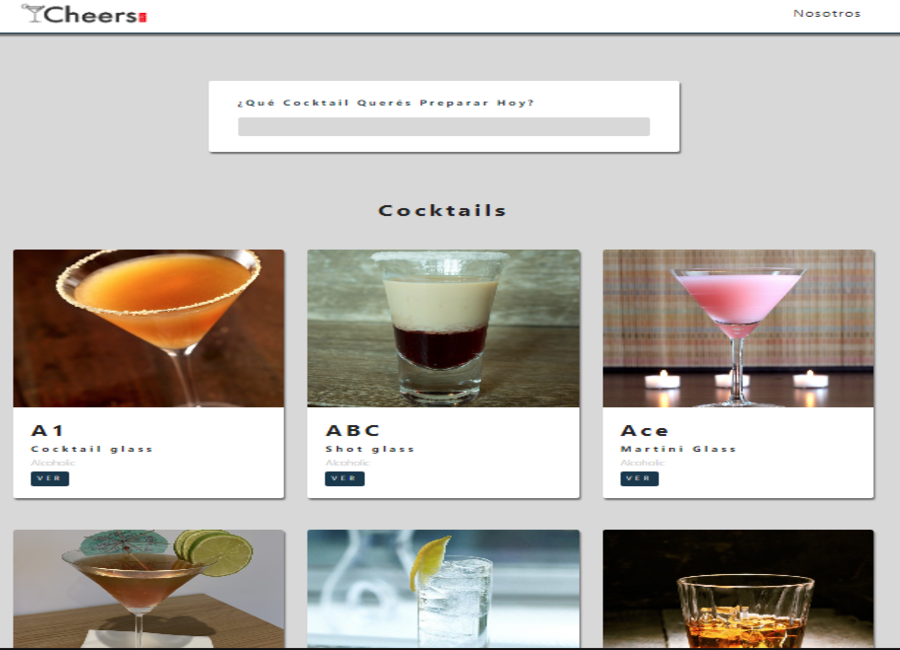 Cheers
Nosotros
¿Qué Cocktail Querés Preparar Hoy?
Cocktails
A1
Cocktail glass
Alcoholic
VER
ABC
Shot glass
Alcoholic
VER
Ace
Martini Glass
Alcoholic
VER